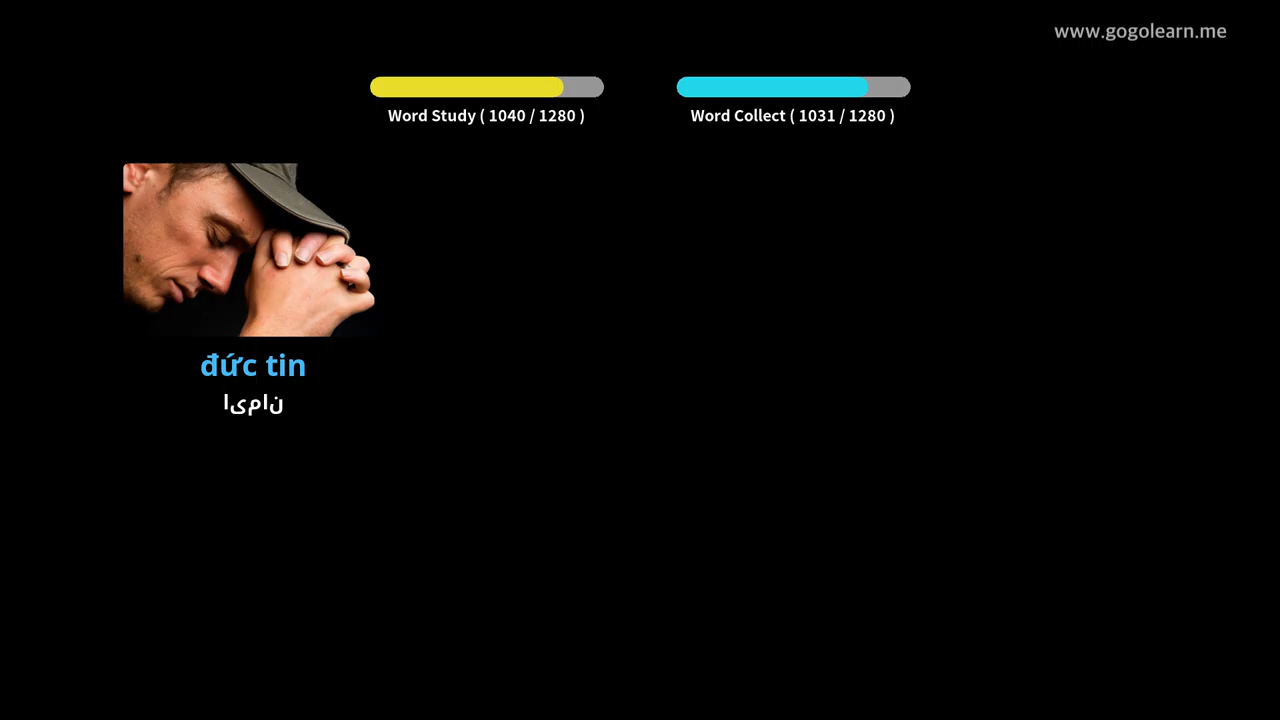 www.gogolearn.me
Word Study ( 1040 / 1280 )
Word Collect ( 1031 / 1280 )
đức tin
ایمان